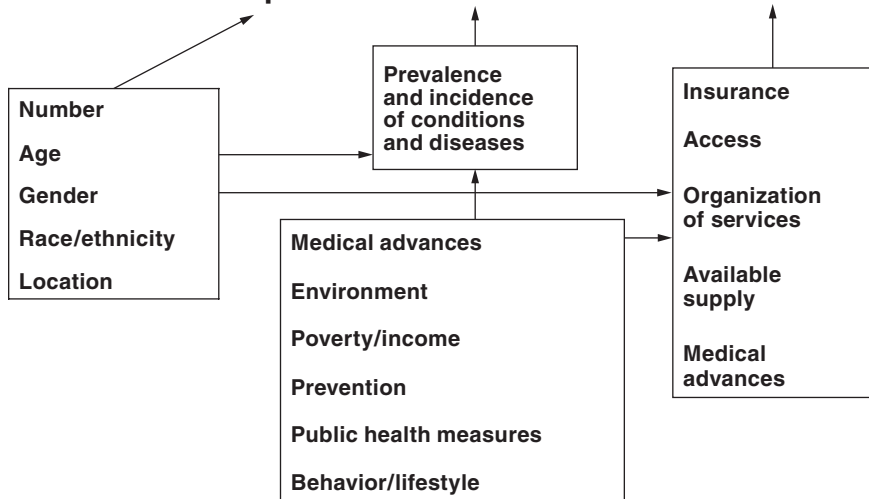 Number
Age
Gender
Race/ethnicity
Location
Prevalence
and incidence
of conditions
and diseases
Medical advances
Environment
Poverty/income
Prevention
Public health measures
Behavior/lifestyle
Insurance
Access
Organization
of services
Available
supply
Medical
advances